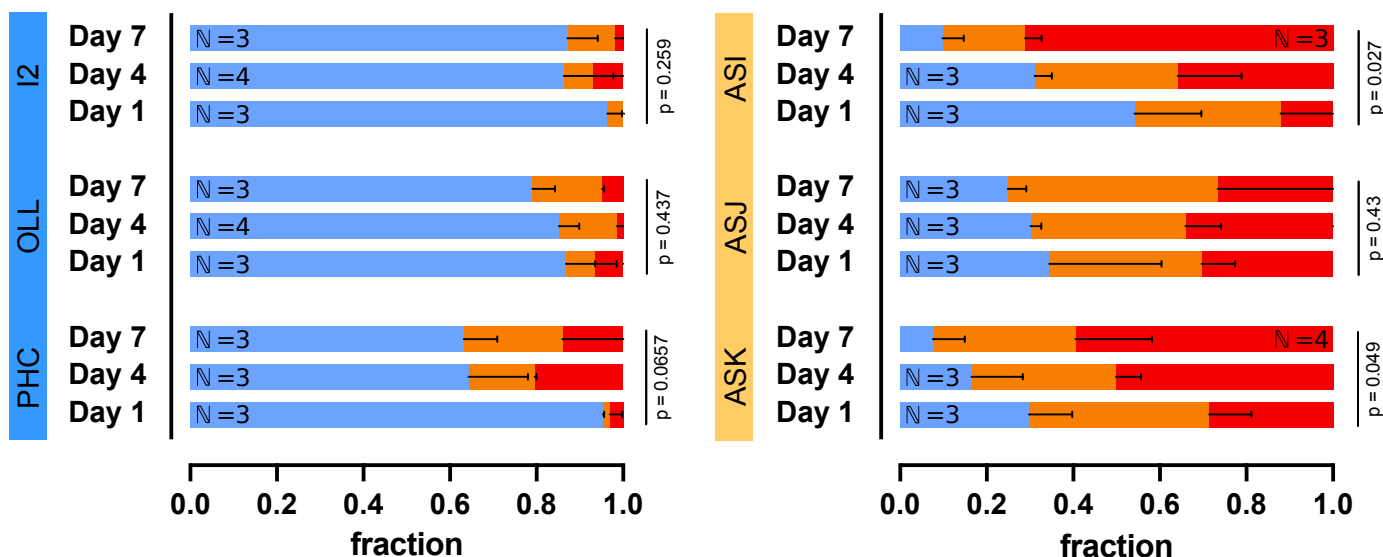 I2
Day 7
ℕ=3
Day 4
ℕ=4
Day 1
ℕ=3
p = 0.259
OLL
Day 7
ℕ=3
Day 4
ℕ=4
Day 1
ℕ=3
p = 0.437
PHC
Day 7
ℕ=3
Day 4
ℕ=3
Day 1
ℕ=3
p = 0.0657
0.0 0.2 0.4 0.6 0.8 1.0
fraction
ASI
Day 7
ℕ=3
Day 4
ℕ=3
Day 1
ℕ=3
p = 0.027
ASJ
Day 7
ℕ=3
Day 4
ℕ=3
Day 1
ℕ=3
p = 0.43
ASK
Day 7
ℕ=4
Day 4
ℕ=3
Day 1
ℕ=3
p = 0.049
0.0 0.2 0.4 0.6 0.8 1.0
fraction